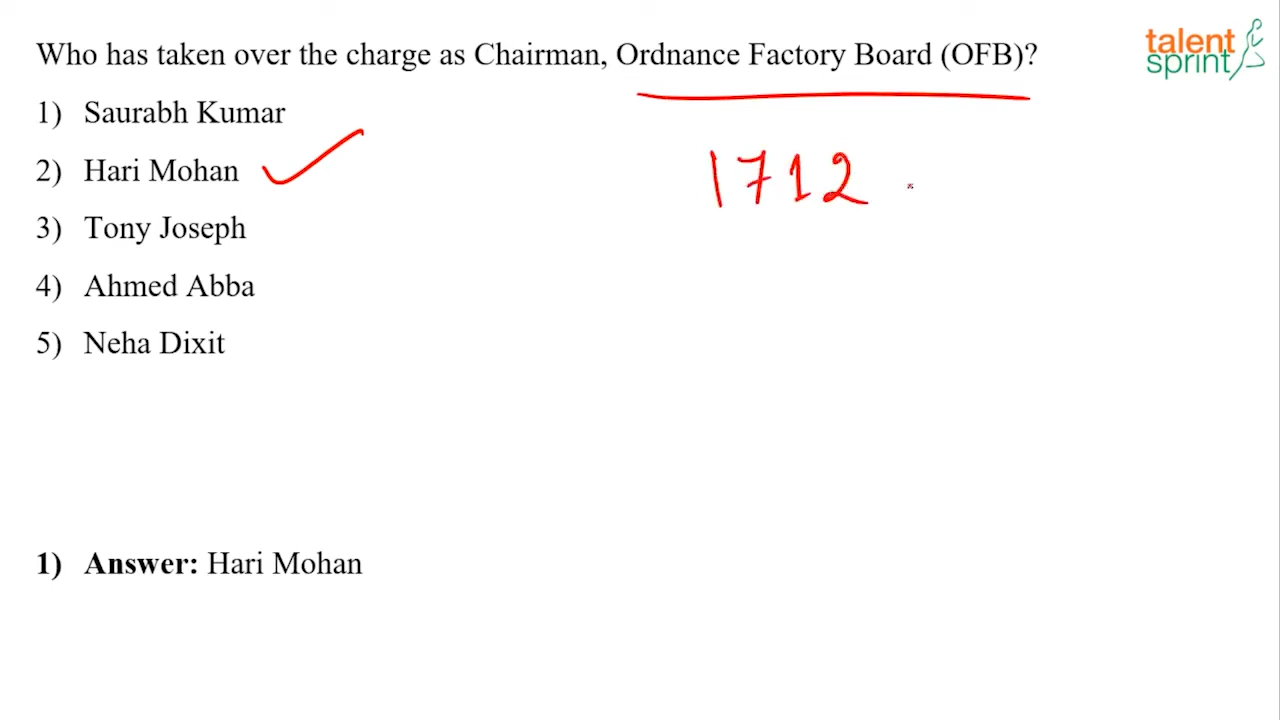 Who has taken over the charge as Chairman, Ordnance Factory Board (OFB)?
talent
sprint
1) Saurabh Kumar
2) Hari Mohan
1712
3) Tony Joseph
4) Ahmed Abba
5) Neha Dixit
1) Answer: Hari Mohan